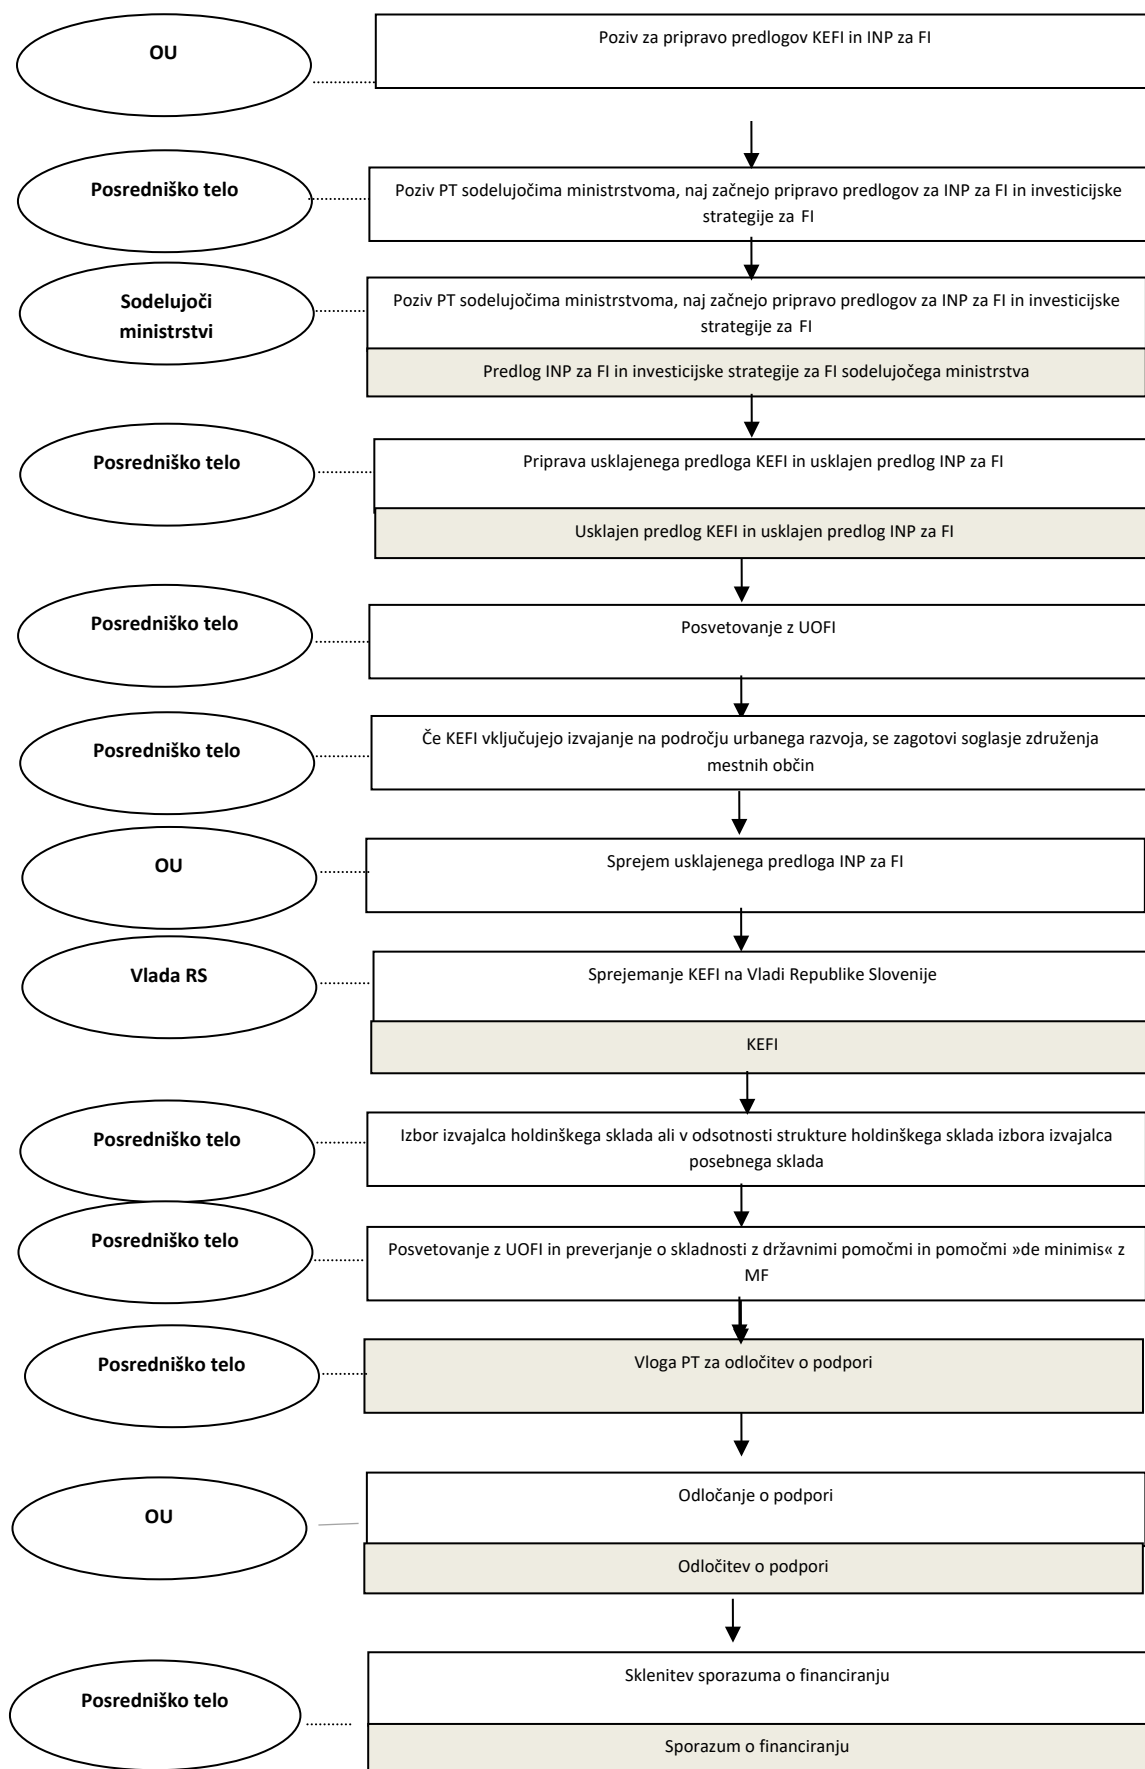 OU
Poziv za pripravo predlogov KEFI in INP za FI
Posredniško telo
Poziv PT sodelujočima ministrstvoma, naj začnejo pripravo predlogov za INP za FI in investicijske
strategije za FI
Sodelujoči
ministrstvi
Poziv PT sodelujočima ministrstvoma, naj začnejo pripravo predlogov za INP za FI in investicijske
strategije za FI
Predlog INP za FI in investicijske strategije za FI sodelujočega ministrstva
Posredniško telo
Priprava usklajenega predloga KEFI in usklajen predlog INP za FI
Usklajen predlog KEFI in usklajen predlog INP za FI
Posredniško telo
Posvetovanje z UOFI
Posredniško telo
Če KEFI vključujejo izvajanje na področju urbanega razvoja, se zagotovi soglasje združenja
mestnih občin
OU
Sprejem usklajenega predloga INP za FI
Vlada RS
Sprejemanje KEFI na Vladi Republike Slovenije
KEFI
Posredniško telo
Izbor izvajalca holdinškega sklada ali v odsotnosti strukture holdinškega sklada izbora izvajalca
posebnega sklada
Posredniško telo
Posvetovanje z UOFI in preverjanje o skladnosti z državnimi pomočmi in pomočmi »de minimis« z
MF
Posredniško telo
Vloga PT za odločitev o podpori
OU
Odločanje o podpori
Odločitev o podpori
Posredniško telo
Sklenitev sporazuma o financiranju
Sporazum o financiranju